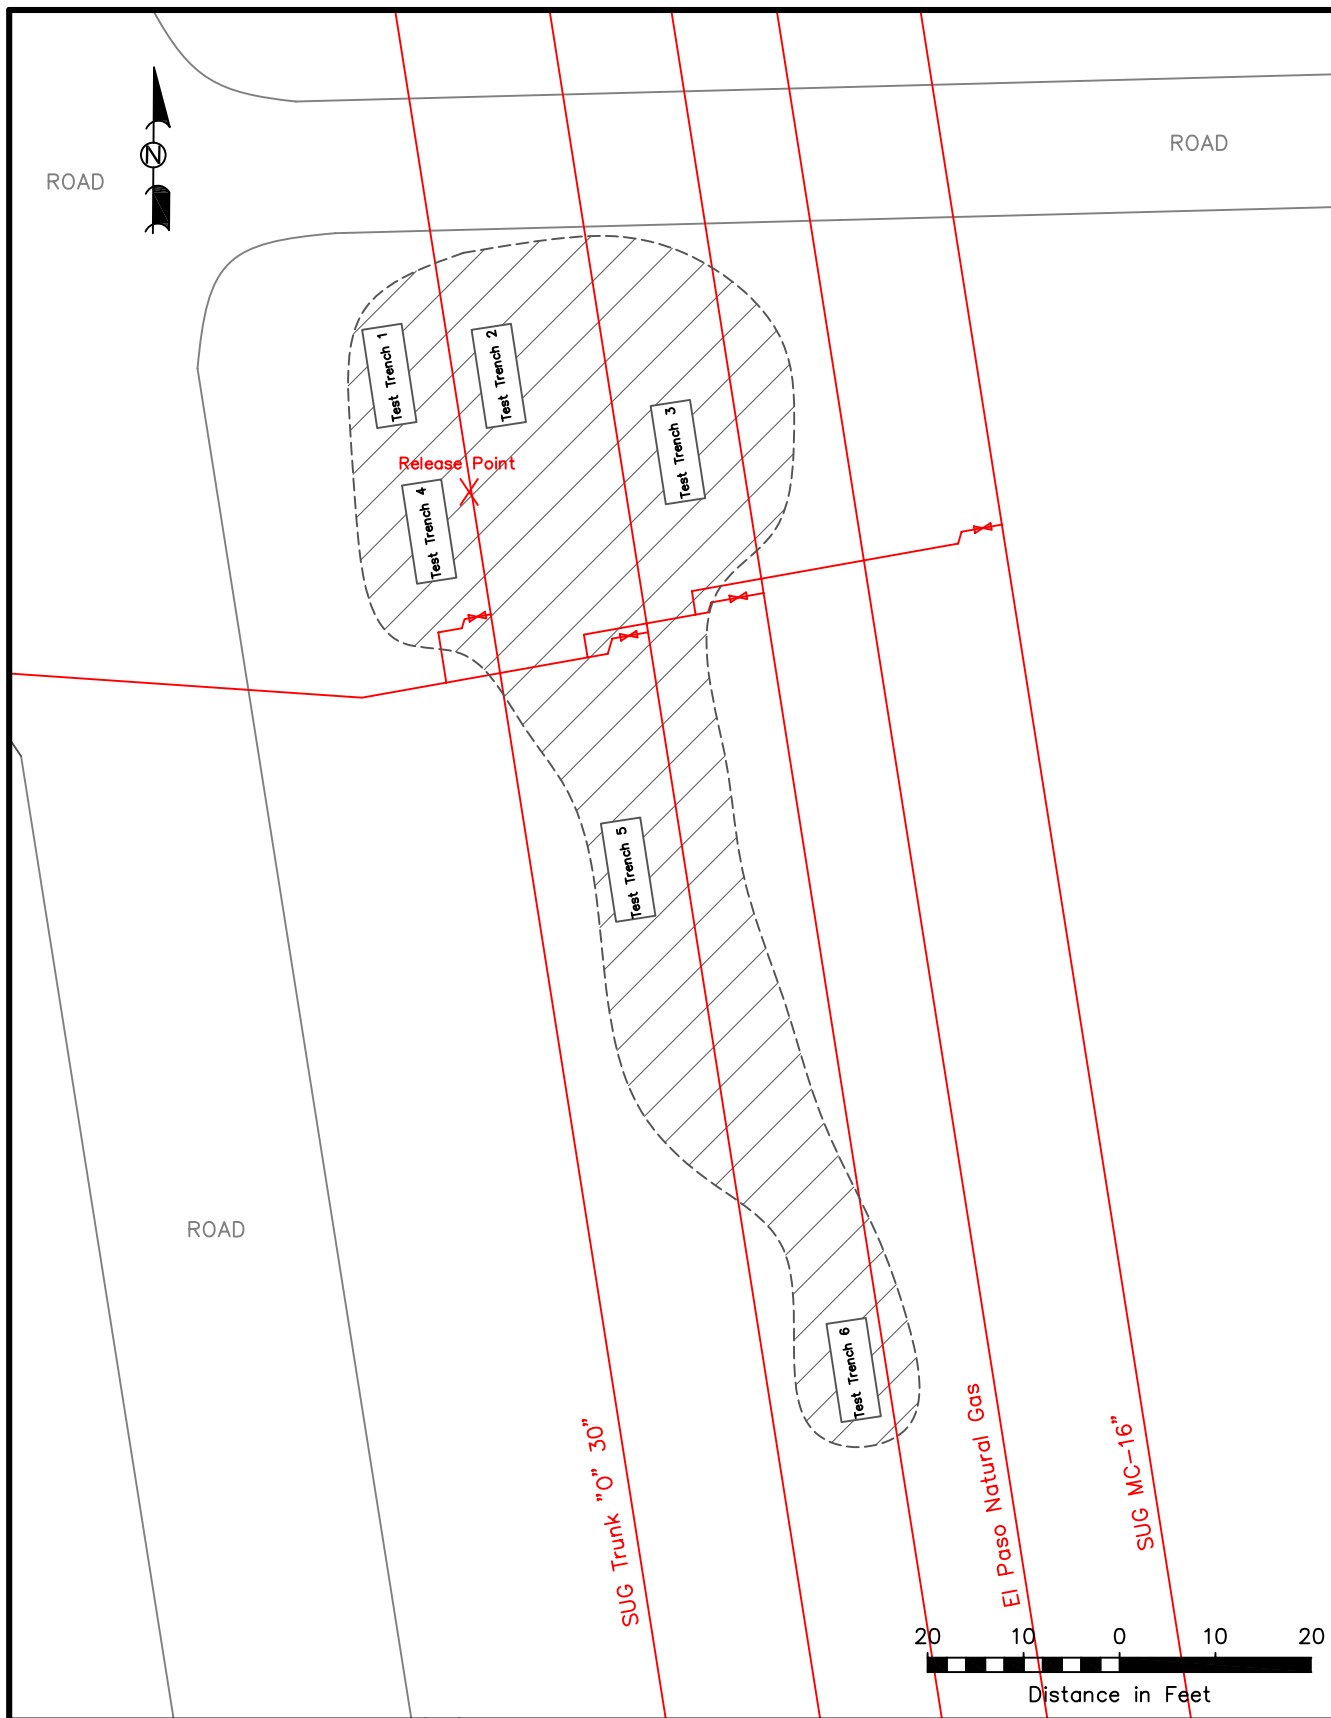 ROAD
N
ROAD
Test Trench 1
Test Trench 2
Test Trench 3
Release Point
Test Trench 4
Test Trench 5
ROAD
Test Trench 6
SUG Trunk "O" 30"
El Paso Natural Gas
SUG MC-16"
20 10 0 10 20
Distance in Feet